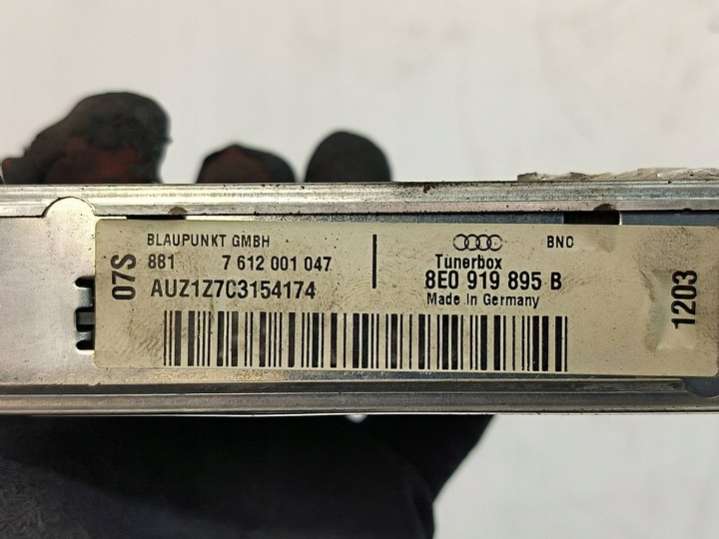 07S
BLAUPUNKT GMBH
881 7 612 001 047
AUZ1Z7C3154174
BNO
Tunerbox
8E0 919 895 B
Made in Germany
1203